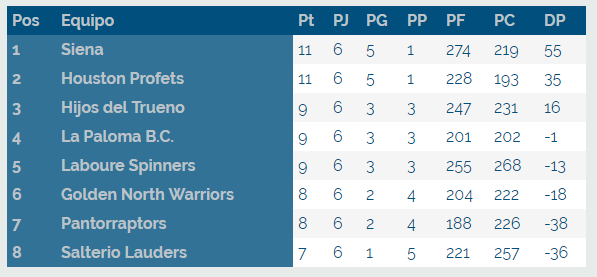 Pos Equipo Pt PJ PG PP PF PC DP
1 Siena 11 6 5 1 274 219 55
2 Houston Profets 11 6 5 1 228 193 35
3 Hijos del Trueno 9 6 3 3 247 231 16
4 La Paloma B.C. 9 6 3 3 201 202 -1
5 Laboure Spinners 9 6 3 3 255 268 -13
6 Golden North Warriors 8 6 2 4 204 222 -18
7 Pantorraptors 8 6 2 4 188 226 -38
8 Salterio Lauders 7 6 1 5 221 257 -36